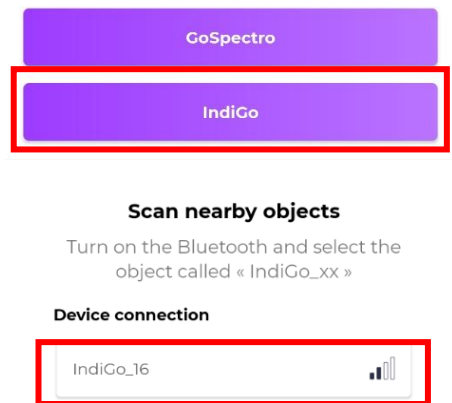 GoSpectro
IndiGo
Scan nearby objects
Turn on the Bluetooth and select the
object called « IndiGo_xx »
Device connection
IndiGo_16